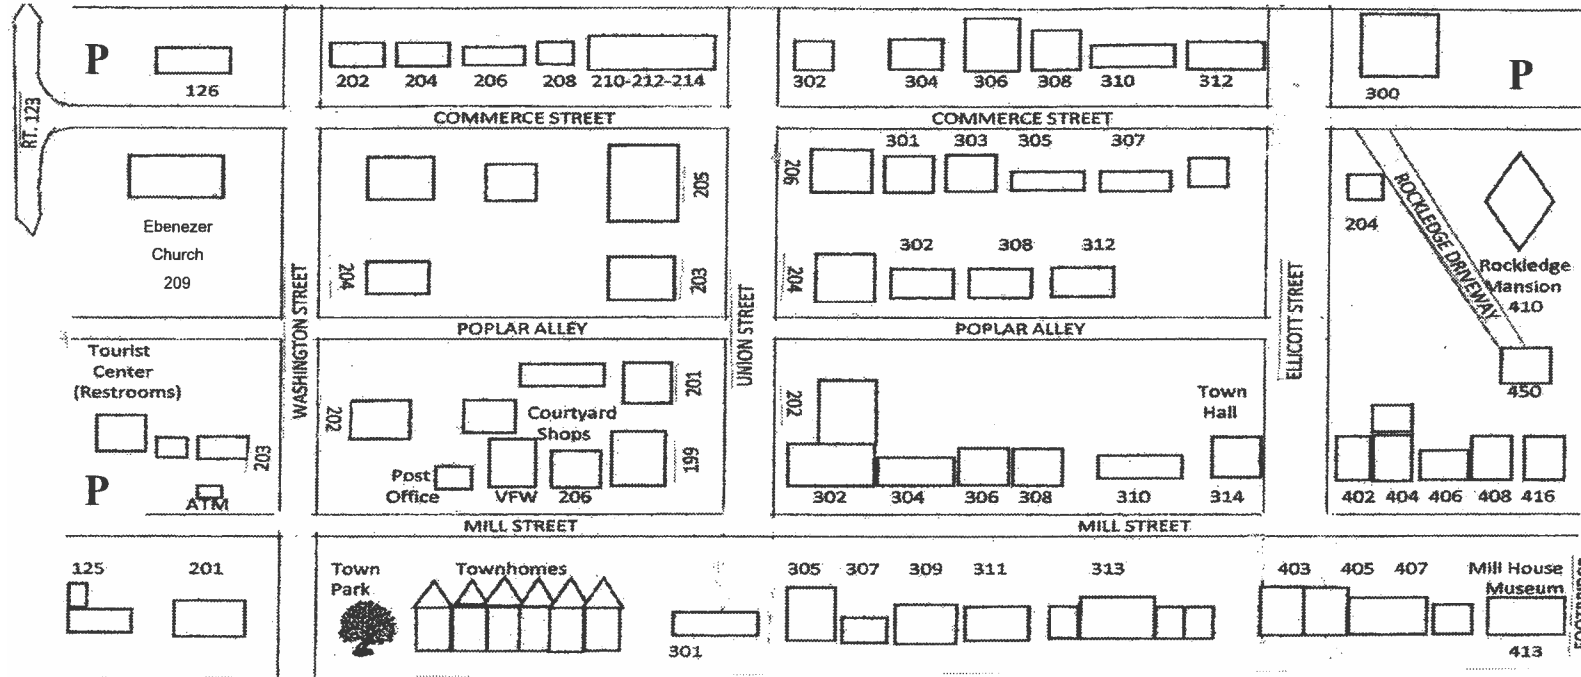 P
126
202
204
206
208
210-212-214
302
304
306
308
310
312
300
P
RT. 123
COMMERCE STREET
COMMERCE STREET
301
303
305
307
206
205
204
Ebenezer
Church
209
204
203
302
308
312
204
ROCKLEDGE DRIVEWAY
Rockledge
Mansion
410
WASHINGTON STREET
UNION STREET
ELLICOTT STREET
POPLAR ALLEY
POPLAR ALLEY
Tourist
Center
(Restrooms)
203
P
ATM
202
201
Courtyard
Shops
199
Post
Office
VFW
206
202
Town
Hall
302
304
306
308
310
314
450
402
404
406
408
416
MILL STREET
MILL STREET
125
201
Town
Park
Townhomes
301
305
307
309
311
313
403
405
407
Mill House
Museum
413